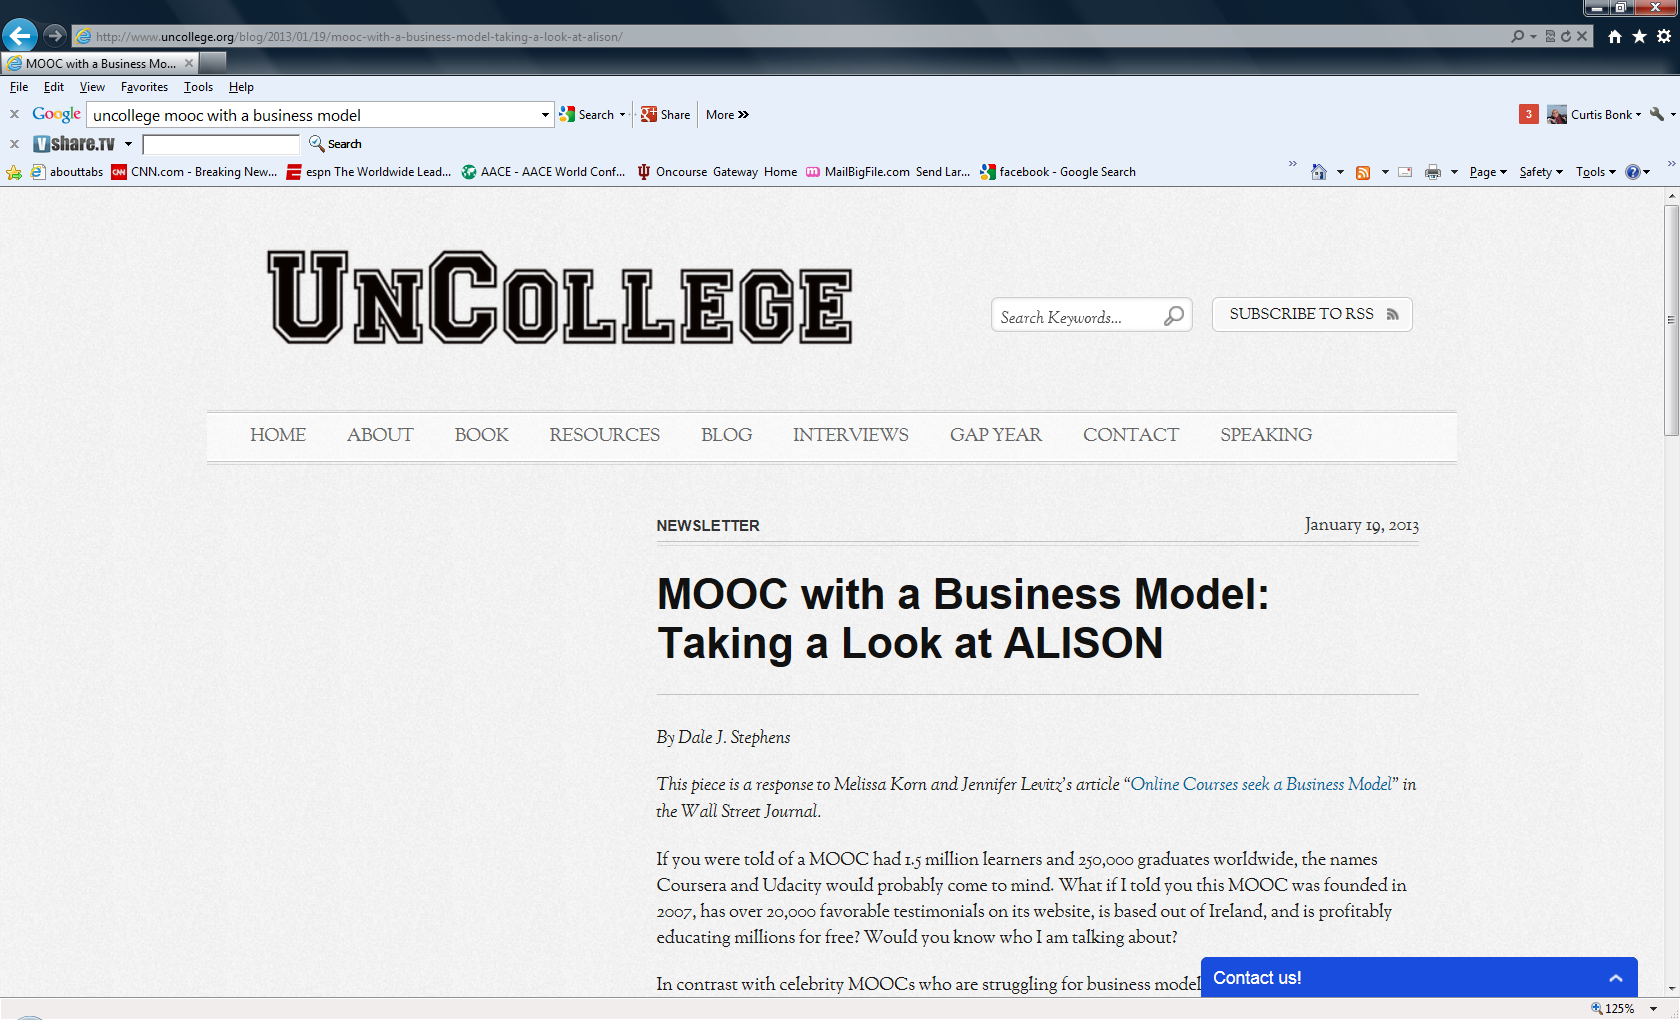 http://www.uncollege.org/blog/2013/01/19/mooc-with-a-business-model-taking-a-look-at-alison/
MOOC with a Business Mo...
File Edit View Favorites Tools Help
x Google uncollege mooc with a business model Search Share More » 3 Curtis Bonk
x Vshare.TV Search
abouttabs CNN.com - Breaking New... espn The Worldwide Lead... AACE - AACE World Conf... Oncourse Gateway Home MailBigFile.com Send Lar... facebook - Google Search » Page Safety Tools »
UNCOLLEGE
Search Keywords... SUBSCRIBE TO RSS
HOME ABOUT BOOK RESOURCES BLOG INTERVIEWS GAP YEAR CONTACT SPEAKING
NEWSLETTER January 19, 2013
MOOC with a Business Model:
Taking a Look at ALISON
By Dale J. Stephens
This piece is a response to Melissa Korn and Jennifer Levitz's article “Online Courses seek a Business Model” in
the Wall Street Journal.
If you were told of a MOOC had 1.5 million learners and 250,000 graduates worldwide, the names
Coursera and Udacity would probably come to mind. What if I told you this MOOC was founded in
2007, has over 20,000 favorable testimonials on its website, is based out of Ireland, and is profitably
educating millions for free? Would you know who I am talking about?
In contrast with celebrity MOOCs who are struggling for business model
Contact us!
125%